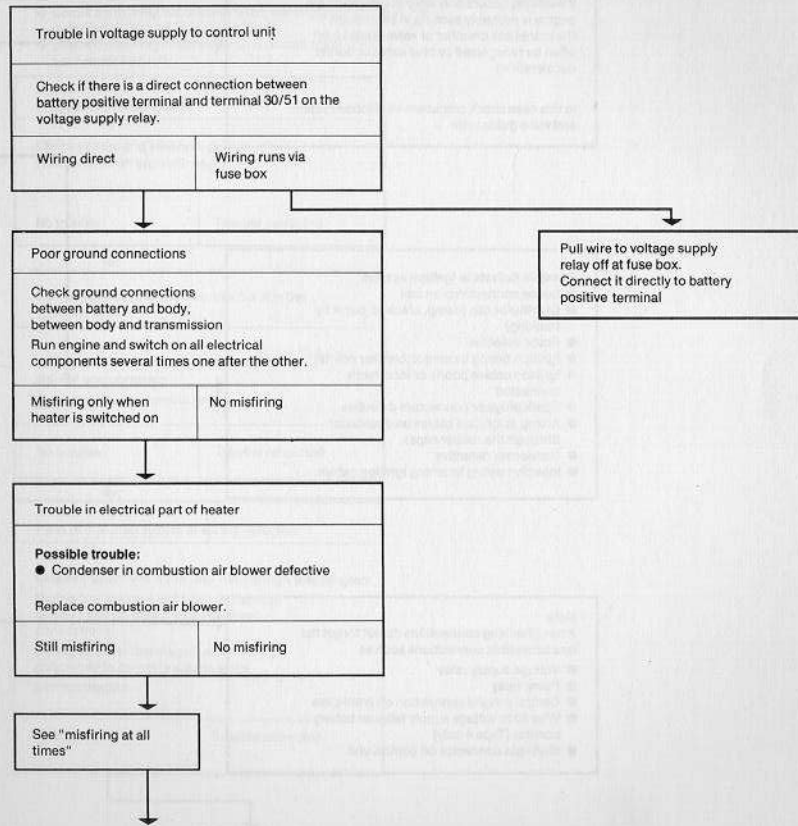 Trouble in voltage supply to control unit
Check if there is a direct connection between
battery positive terminal and terminal 30/51 on the
voltage supply relay.
Wiring direct
Wiring runs via
fuse box
Poor ground connections
Check ground connections
between battery and body,
between body and transmission
Run engine and switch on all electrical
components several times one after the other.
Misfiring only when
heater is switched on
No misfiring
Pull wire to voltage supply
relay off at fuse box.
Connect it directly to battery
positive terminal
Trouble in electrical part of heater
Possible trouble:
● Condenser in combustion air blower defective
Replace combustion air blower.
Still misfiring
No misfiring
See "misfiring at all
times"